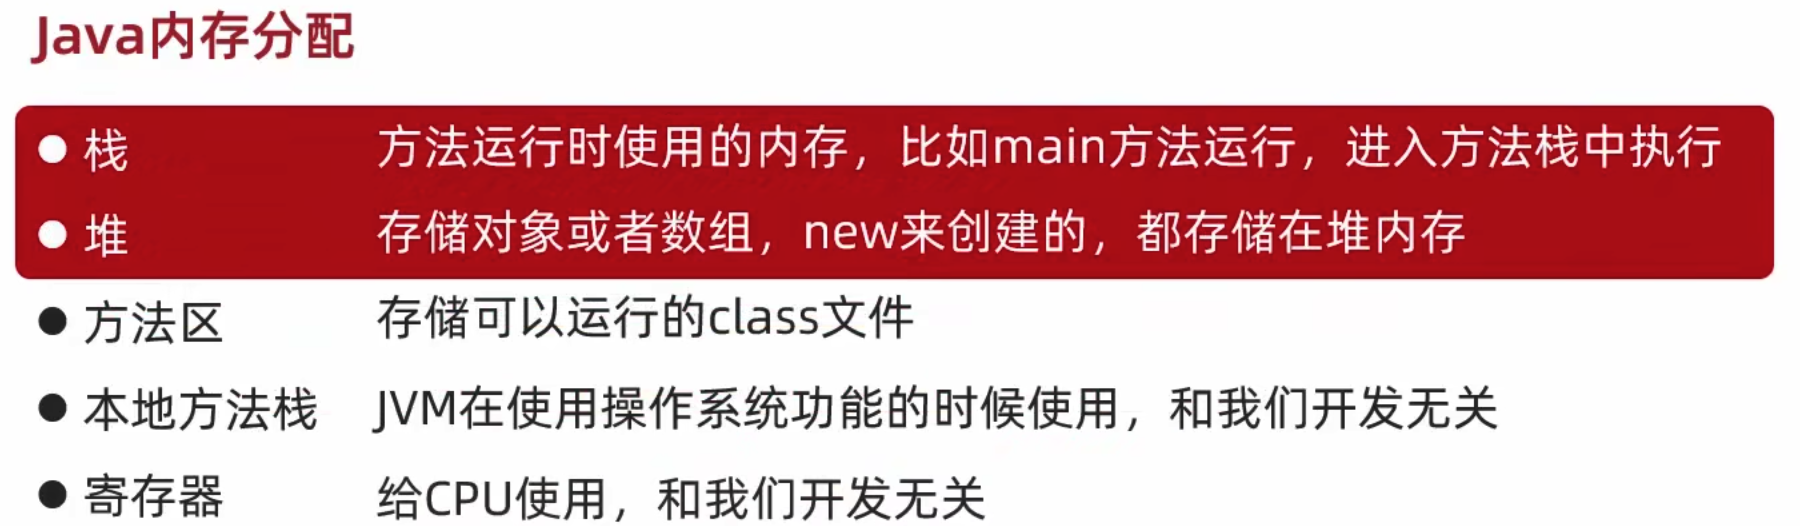 Java内存分配
栈 方法运行时使用的内存，比如main方法运行，进入方法栈中执行
堆 存储对象或者数组，new来创建的，都存储在堆内存
方法区 存储可以运行的class文件
本地方法栈 JVM在使用操作系统功能的时候使用，和我们开发无关
寄存器 给CPU使用，和我们开发无关